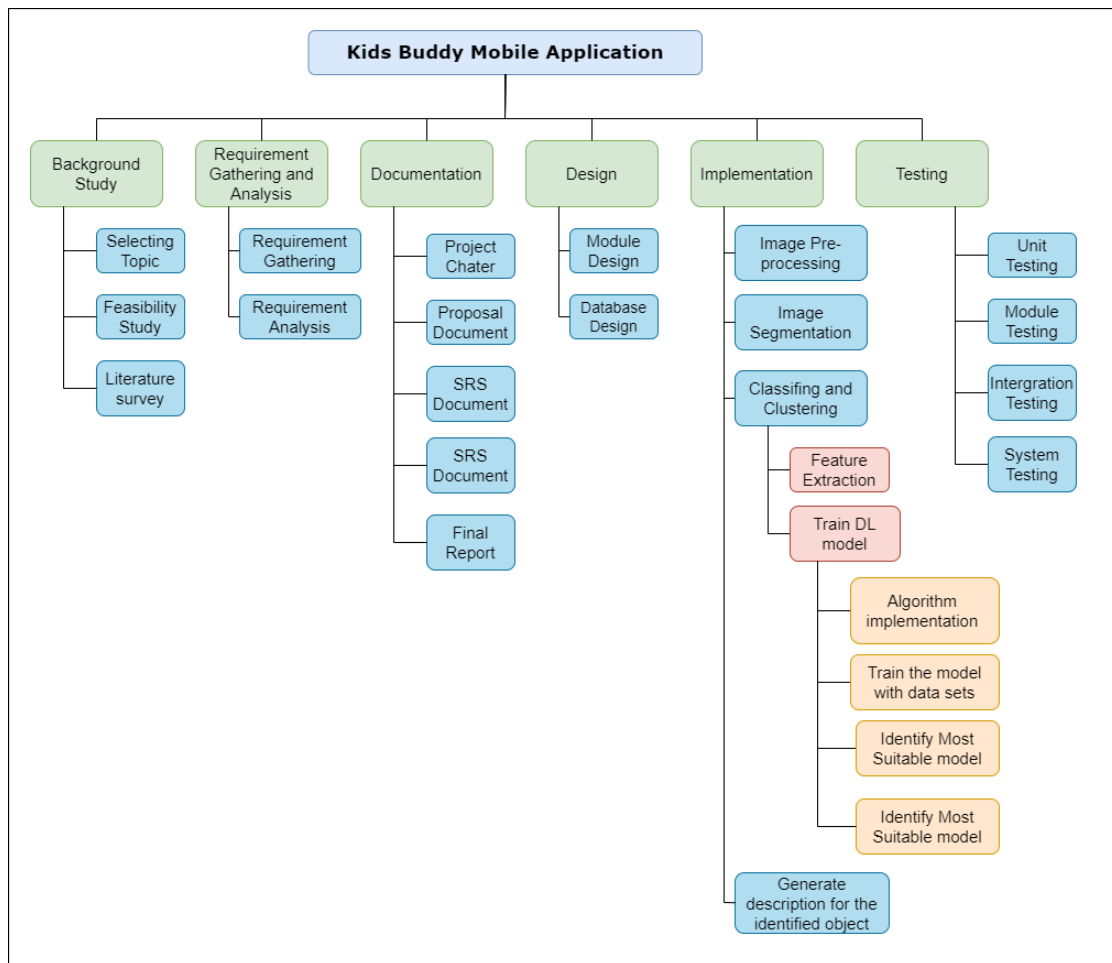 Kids Buddy Mobile Application
Background
Study
Requirement
Gathering and
Analysis
Documentation
Design
Implementation
Testing
Selecting
Topic
Feasibility
Study
Literature
survey
Requirement
Gathering
Requirement
Analysis
Project
Chater
Proposal
Document
SRS
Document
SRS
Document
Final
Report
Module
Design
Database
Design
Image Pre-
processing
Image
Segmentation
Classifing and
Clustering
Feature
Extraction
Train DL
model
Algorithm
implementation
Train the model
with data sets
Identify Most
Suitable model
Identify Most
Suitable model
Generate
description for the
identified object
Unit
Testing
Module
Testing
Intergration
Testing
System
Testing